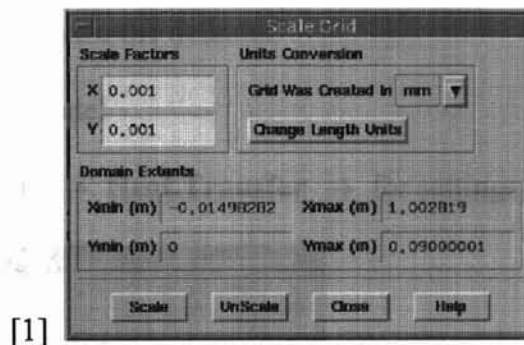 Scale Grid
Scale Factors
Units Conversion
X 0.001
Grid Was Created In mm
Y 0.001
Change Length Units
Domain Extents
Xmin (m) -0.01498282 Xmax (m) 1.002819
Ymin (m) 0 Ymax (m) 0.09000001
Scale UnScale Close Help
[1]